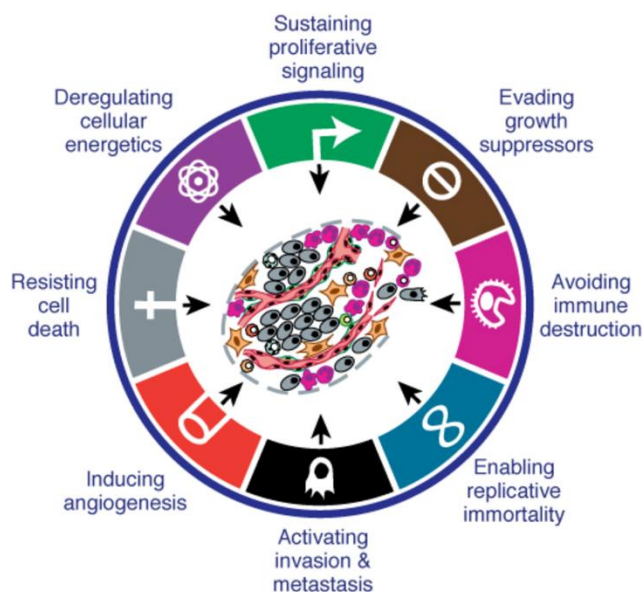 Sustaining
proliferative
signaling
Evading
growth
suppressors
Avoiding
immune
destruction
Enabling
replicative
immortality
Activating
invasion &
metastasis
Inducing
angiogenesis
Resisting
cell
death
Deregulating
cellular
energetics